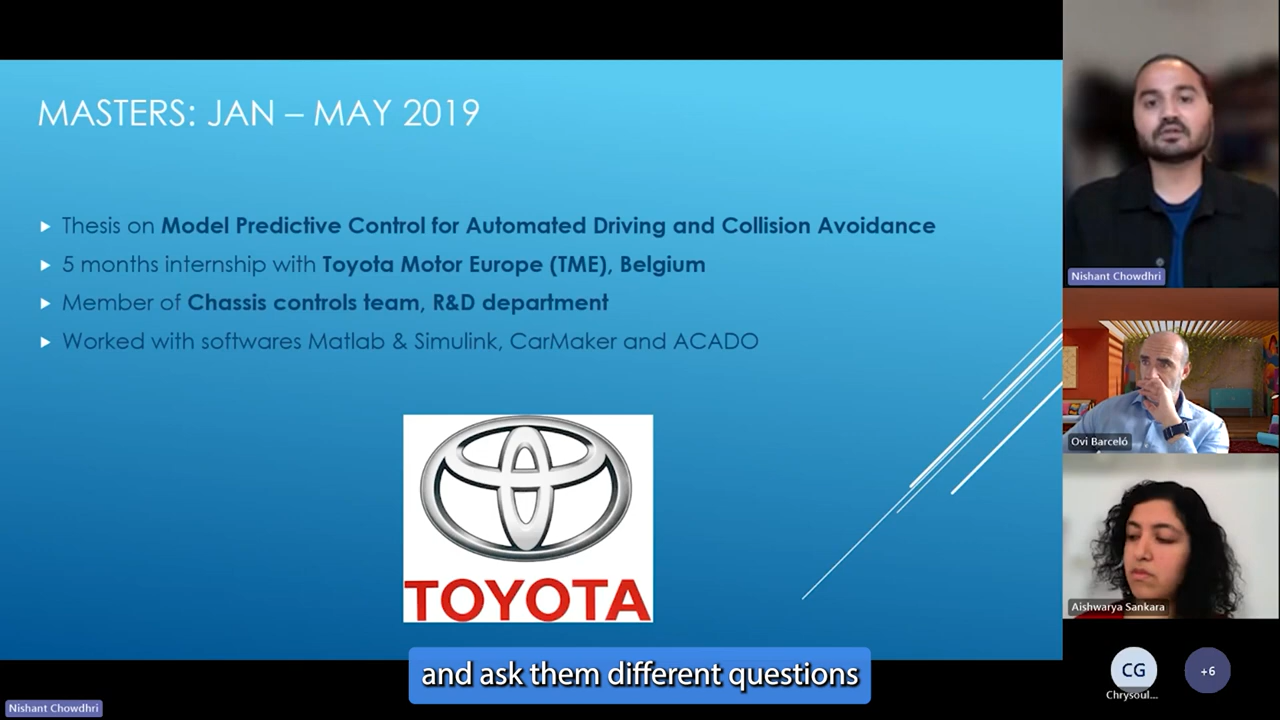 MASTERS: JAN – MAY 2019
Thesis on Model Predictive Control for Automated Driving and Collision Avoidance
5 months internship with Toyota Motor Europe (TME), Belgium
Member of Chassis controls team, R&D department
Worked with softwares Matlab & Simulink, CarMaker and ACADO
TOYOTA
and ask them different questions
Nishant Chowdhri
Nishant Chowdhri
Ovi Barceló
Aishwarya Sankara
CG
+6
Chrysoul...